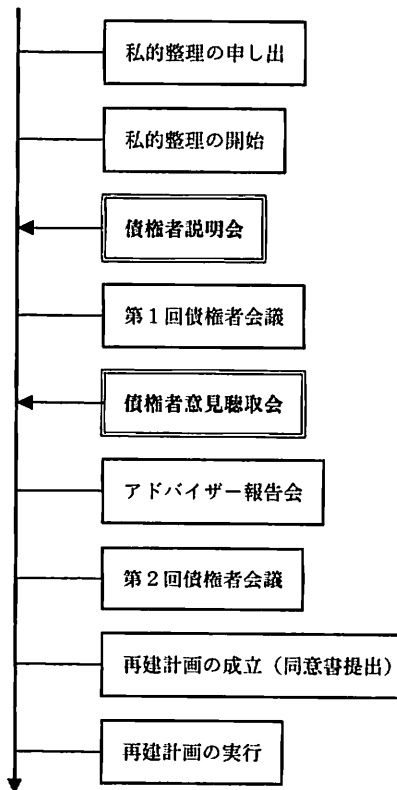 私的整理の申し出
私的整理の開始
債権者説明会
第1回債権者会議
債権者意見聴取会
アドバイザー報告会
第2回債権者会議
再建計画の成立（同意書提出）
再建計画の実行